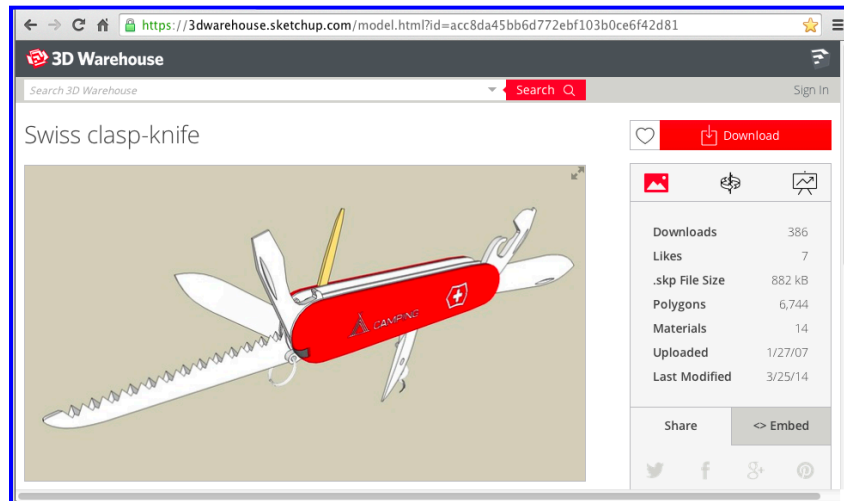 https://3dwarehouse.sketchup.com/model.html?id=acc8da45bb6d772ebf103b0ce6f42d81
3D Warehouse
Search 3D Warehouse
Search
Sign In
Swiss clasp-knife
Download
CAMPING
Downloads 386
Likes 7
.skp File Size 882 kB
Polygons 6,744
Materials 14
Uploaded 1/27/07
Last Modified 3/25/14
Share
<> Embed